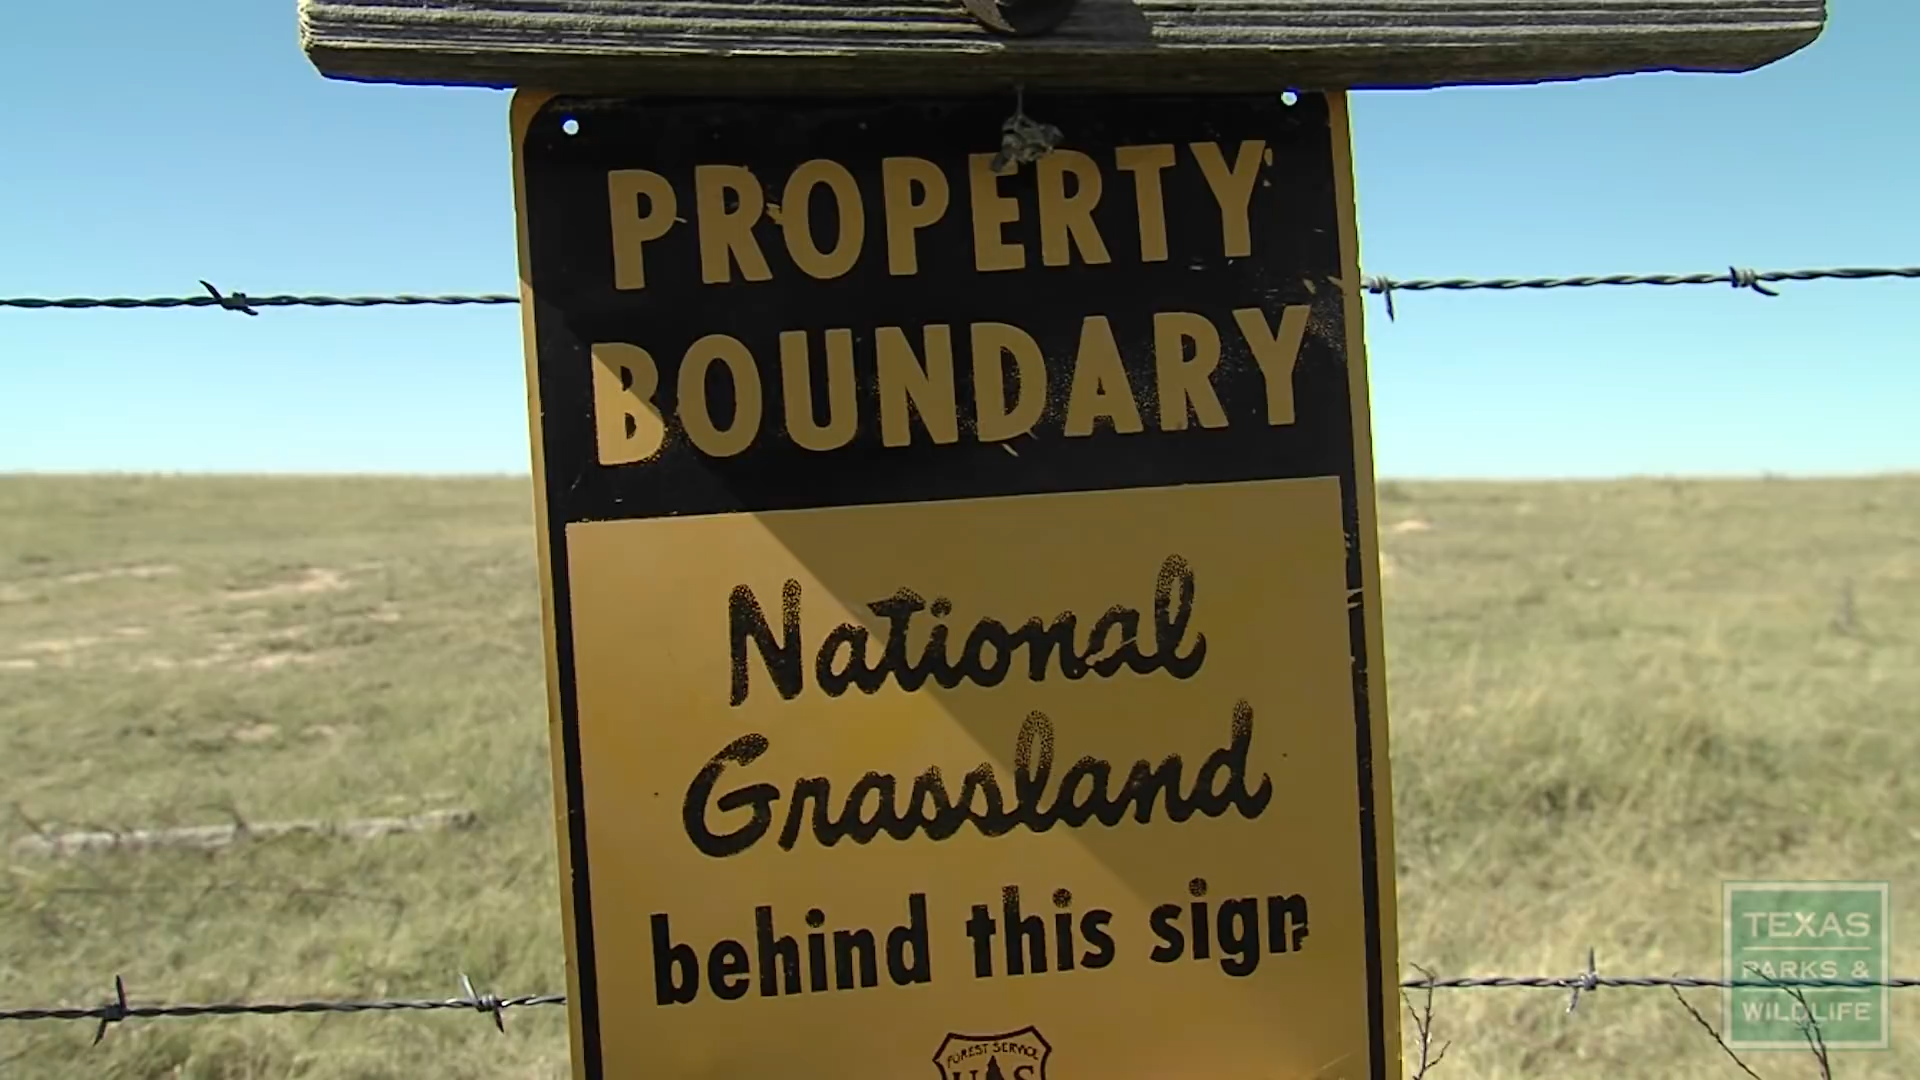 PROPERTY
BOUNDARY
National
Grassland
behind this sign
FOREST SERVICE
U S
TEXAS
PARKS &
WILDLIFE